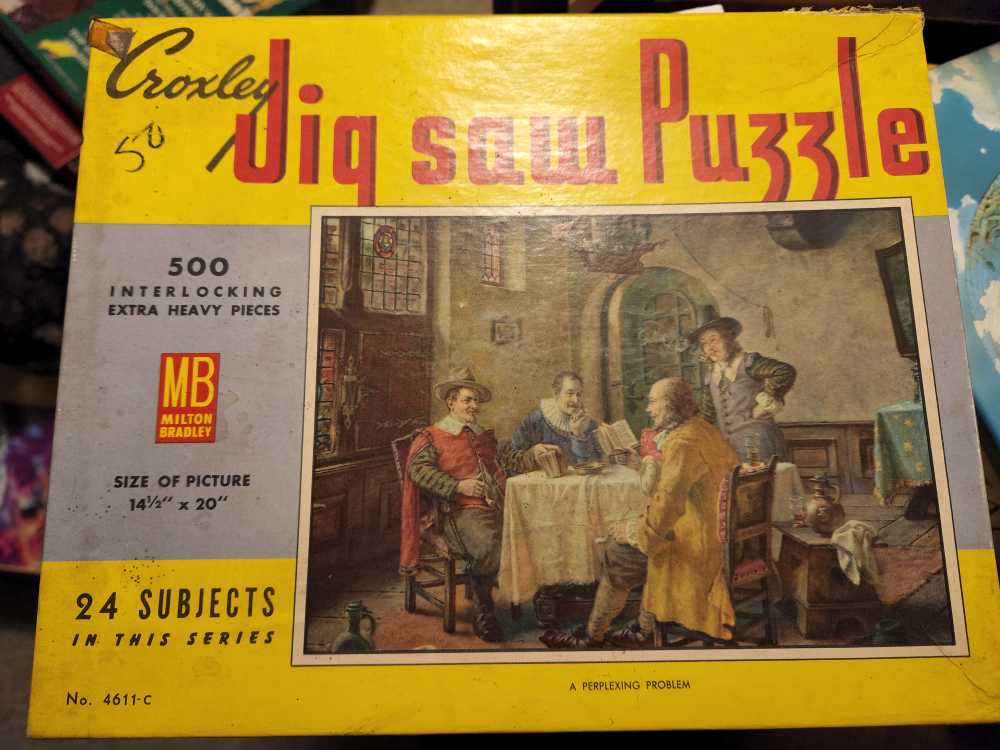 Croxley
Jig saw Puzzle
50
500
INTERLOCKING
EXTRA HEAVY PIECES
MB
MILTON
BRADLEY
SIZE OF PICTURE
14½" x 20"
24 SUBJECTS
IN THIS SERIES
No. 4611-C
A PERPLEXING PROBLEM